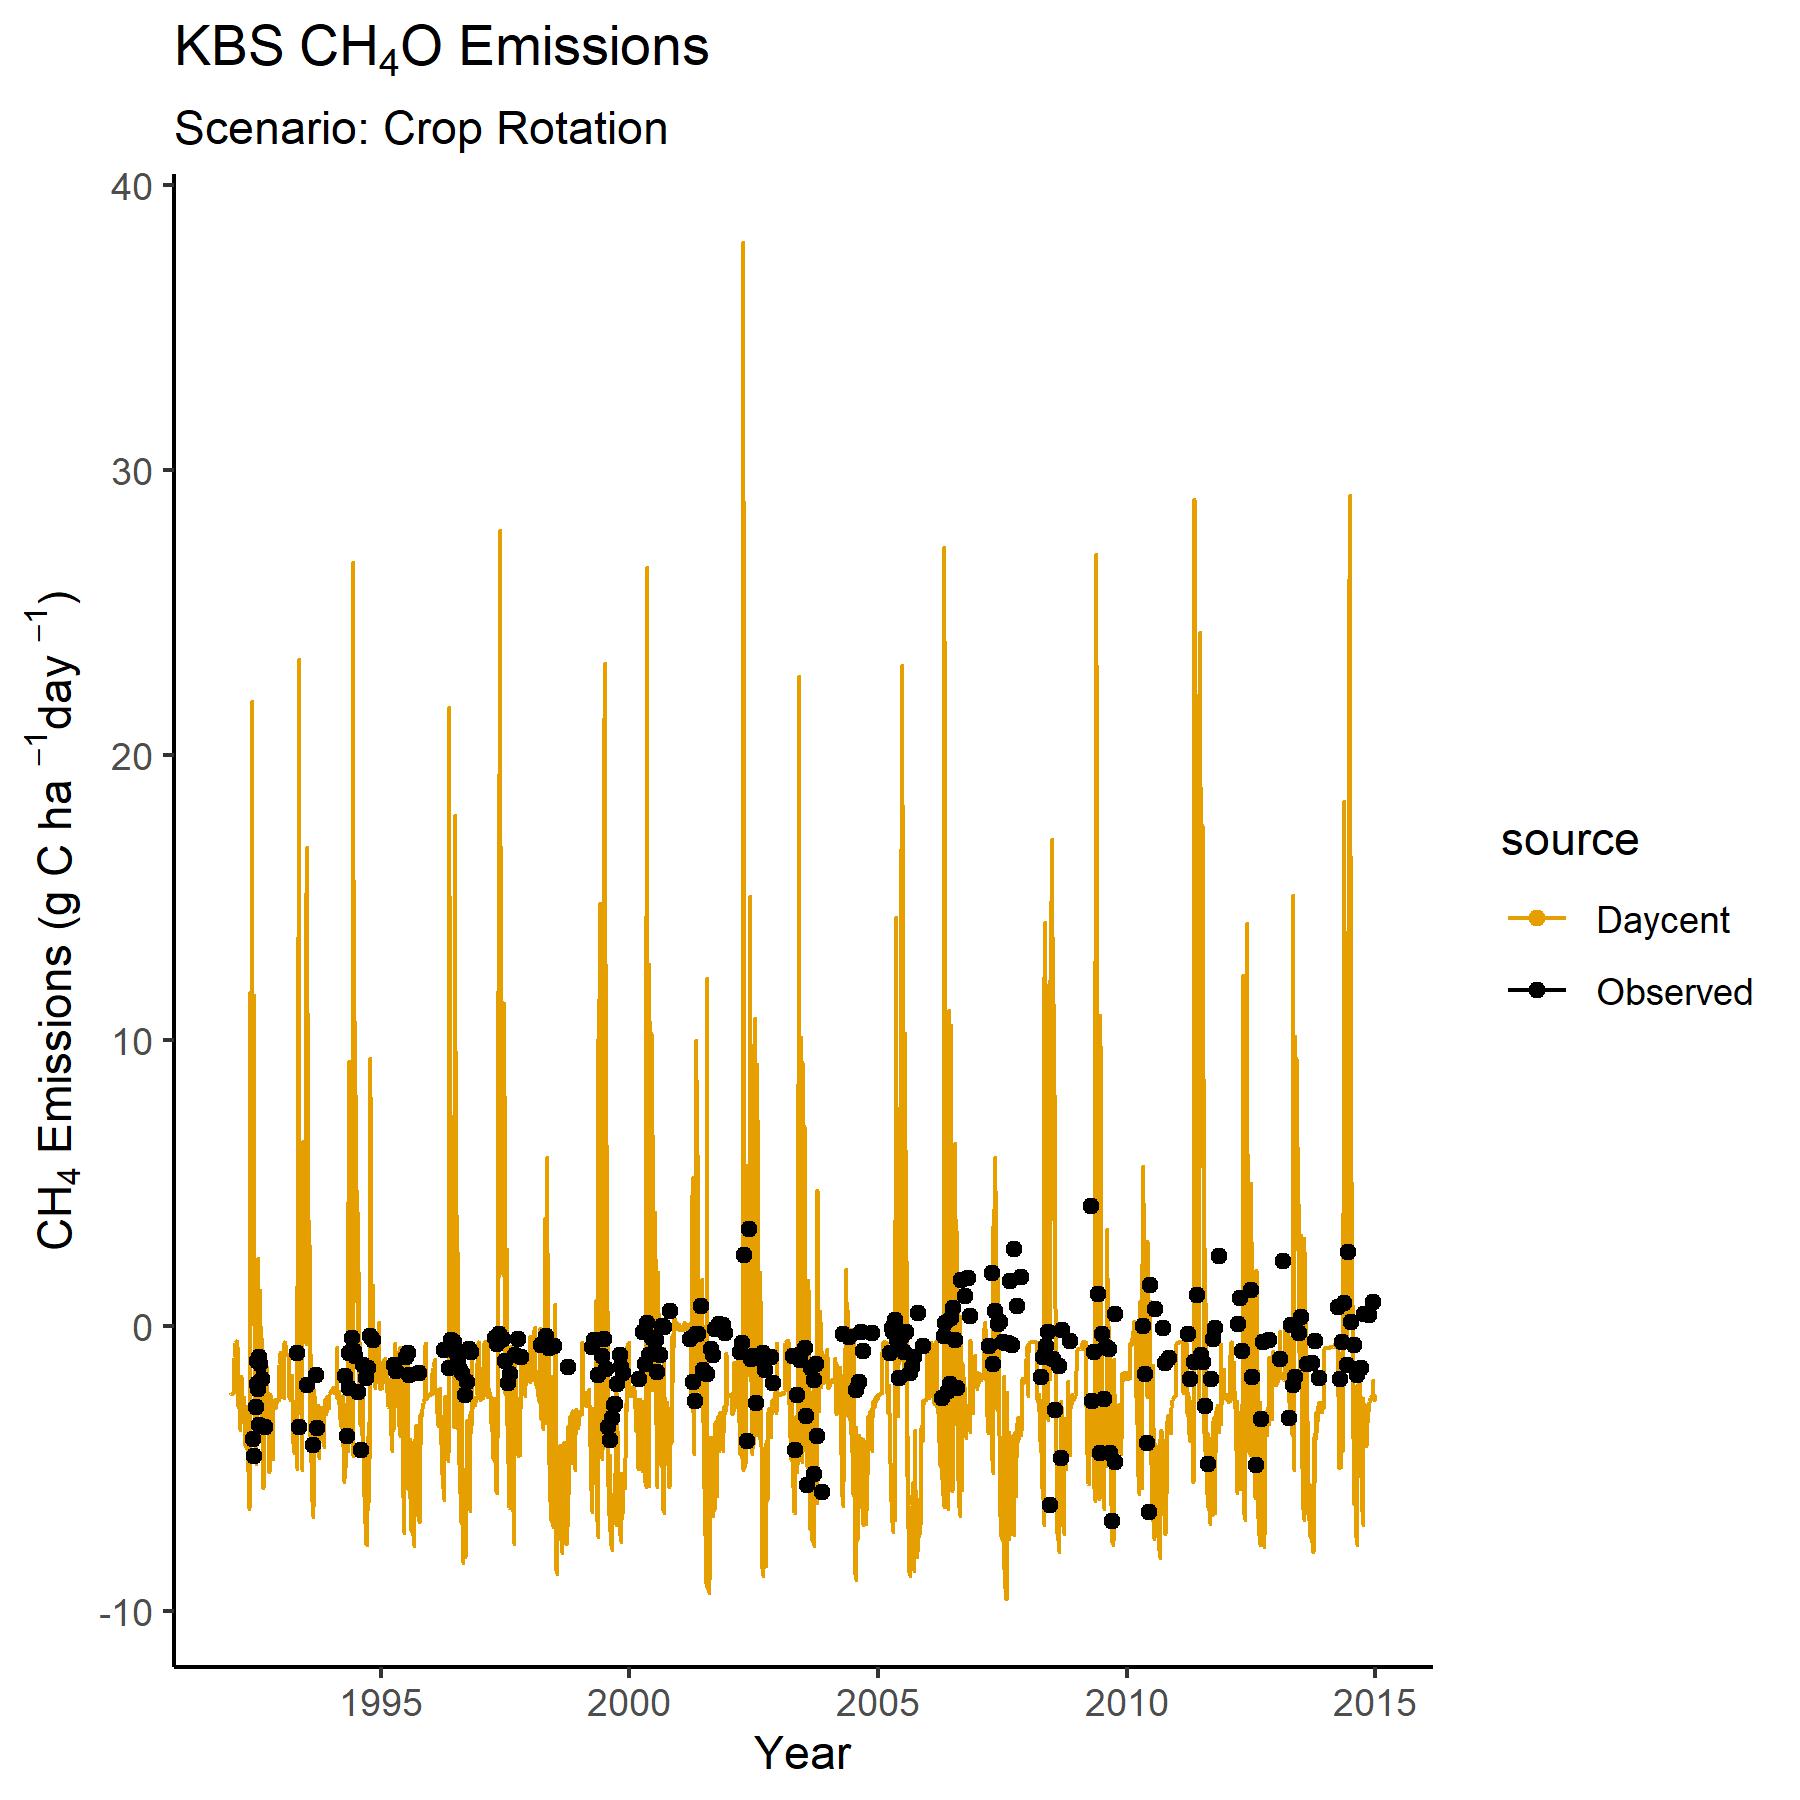 KBS CH₄O Emissions
Scenario: Crop Rotation
CH₄ Emissions (g C ha ⁻¹day ⁻¹)
40
30
20
10
0
-10
1995 2000 2005 2010 2015
Year
source
Daycent
Observed